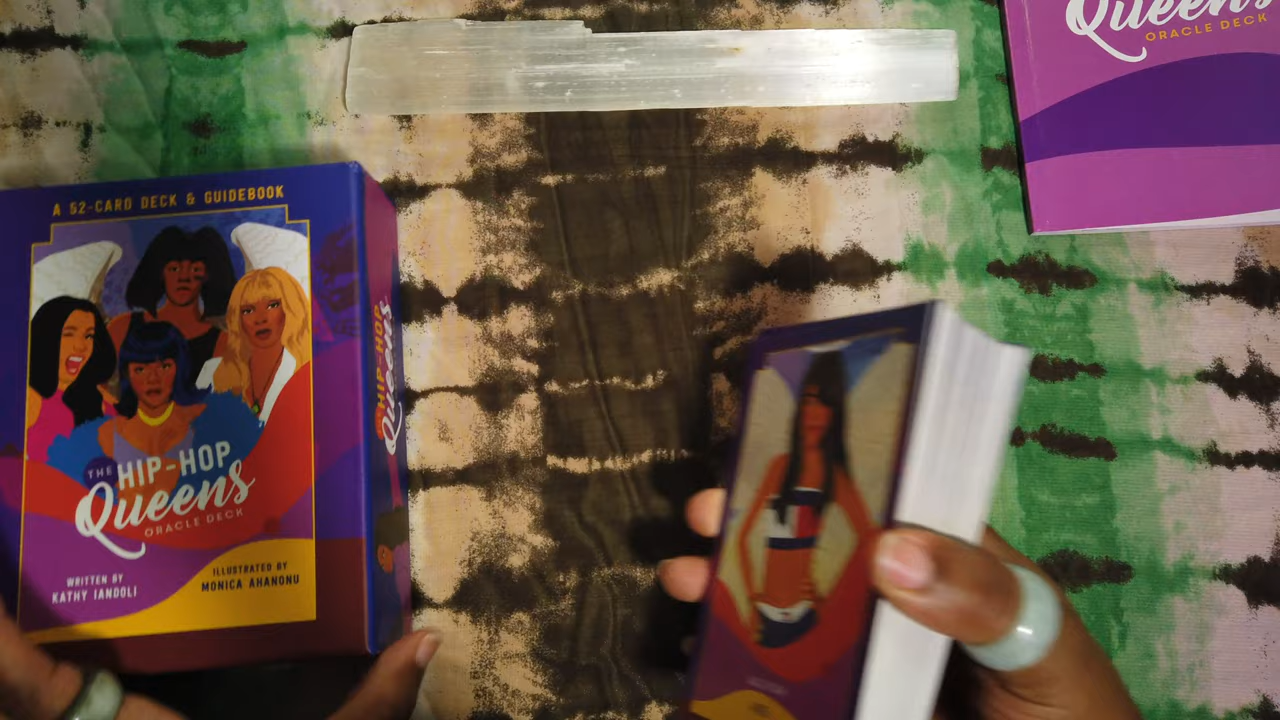 A 52-CARD DECK & GUIDEBOOK
THE HIP-HOP
Queens
ORACLE DECK
WRITTEN BY
KATHY IANDOLI
ILLUSTRATED BY
MONICA AHANONU
HIP-HOP
Queens
Queens
ORACLE DECK